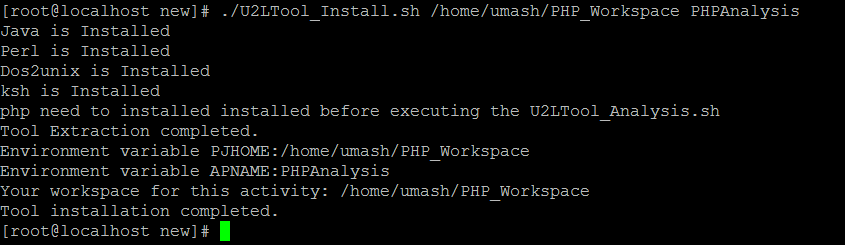 [root@localhost new]# ./U2LTool_Install.sh /home/umash/PHP_Workspace PHPAnalysis
Java is Installed
Perl is Installed
Dos2unix is Installed
ksh is Installed
php need to installed installed before executing the U2LTool_Analysis.sh
Tool Extraction completed.
Environment variable PJHOME:/home/umash/PHP_Workspace
Environment variable APNAME:PHPAnalysis
Your workspace for this activity: /home/umash/PHP_Workspace
Tool installation completed.
[root@localhost new]#